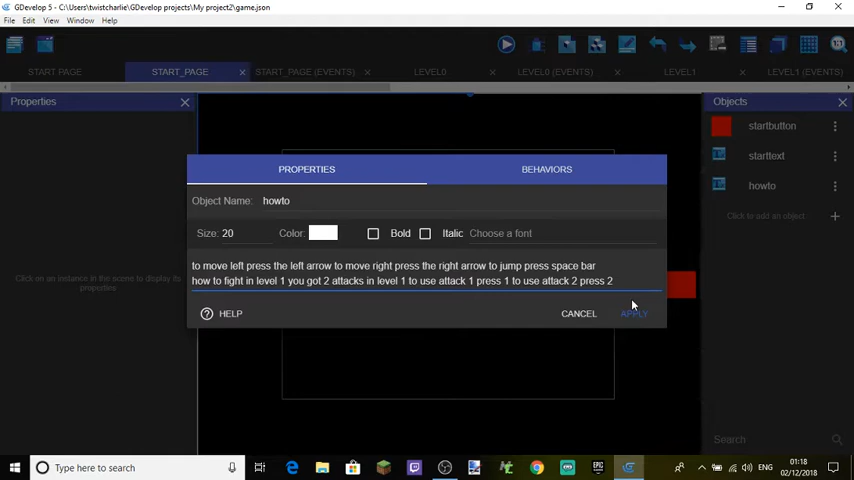 GDevelop 5 - C:\Users\twistcharlie\GDevelop projects\My project2\game.json
File Edit View Window Help
START PAGE START_PAGE START_PAGE (EVENTS) LEVEL0 LEVEL0 (EVENTS) LEVEL1 LEVEL1 (EVENTS)
Properties
Objects
startbutton
starttext
howto
Click to add an object
Click on an instance in the scene to display its
properties
PROPERTIES BEHAVIORS
Object Name: howto
Size: 20 Color: Bold Italic Choose a font
to move left press the left arrow to move right press the right arrow to jump press space bar
how to fight in level 1 you got 2 attacks in level 1 to use attack 1 press 1 to use attack 2 press 2
HELP CANCEL APPLY
Search
Type here to search
EPIC
ENG
01:18
02/12/2018